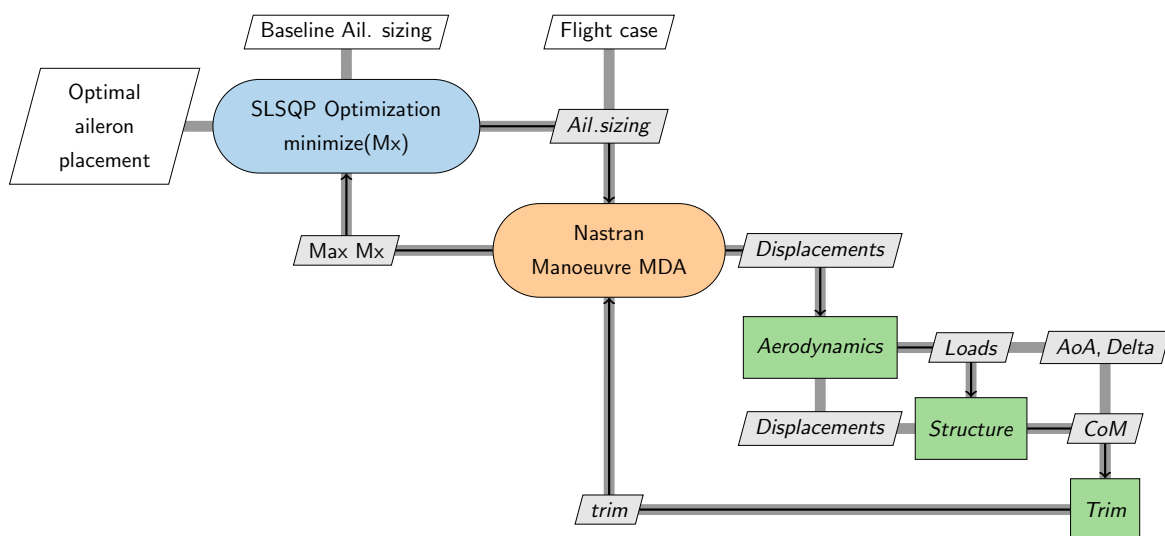 Baseline Ail. sizing
Flight case
Optimal
aileron
placement
SLSQP Optimization
minimize(Mx)
Ail.sizing
Max Mx
Nastran
Manoeuvre MDA
Displacements
Aerodynamics
Loads
AoA, Delta
Displacements
Structure
CoM
trim
Trim